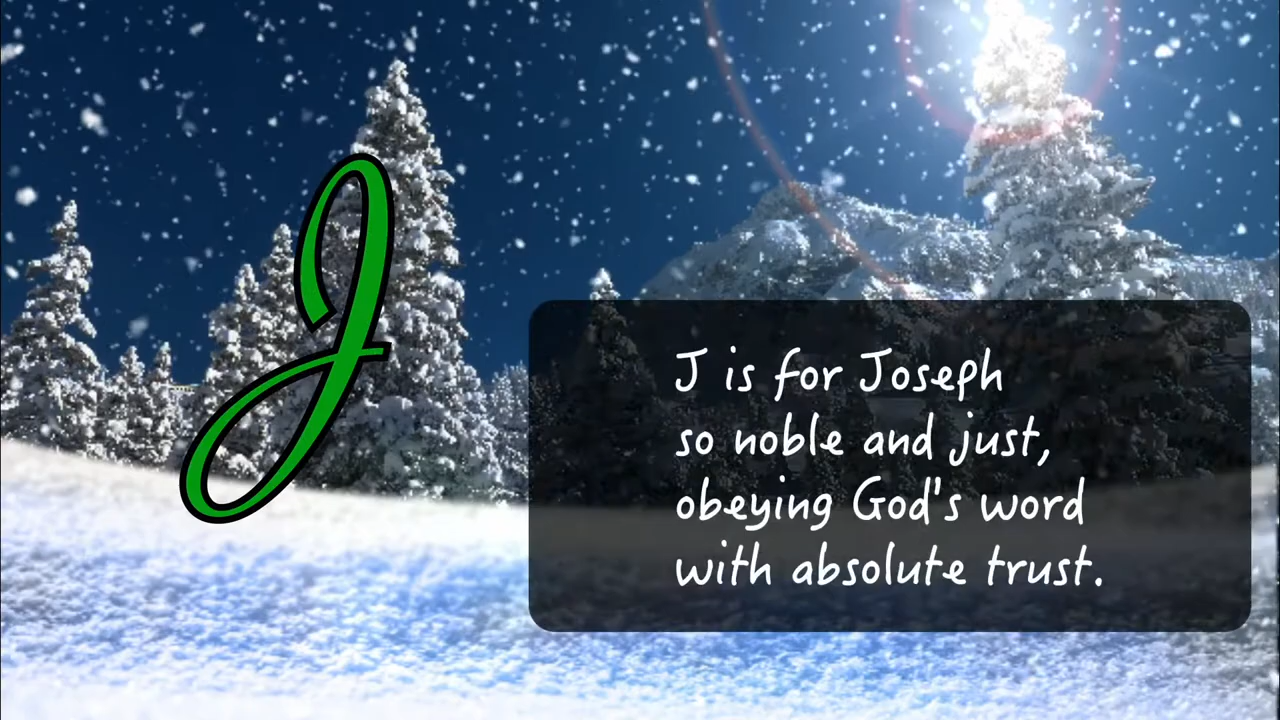 J
J is for Joseph
so noble and just,
obeying God's word
with absolute trust.